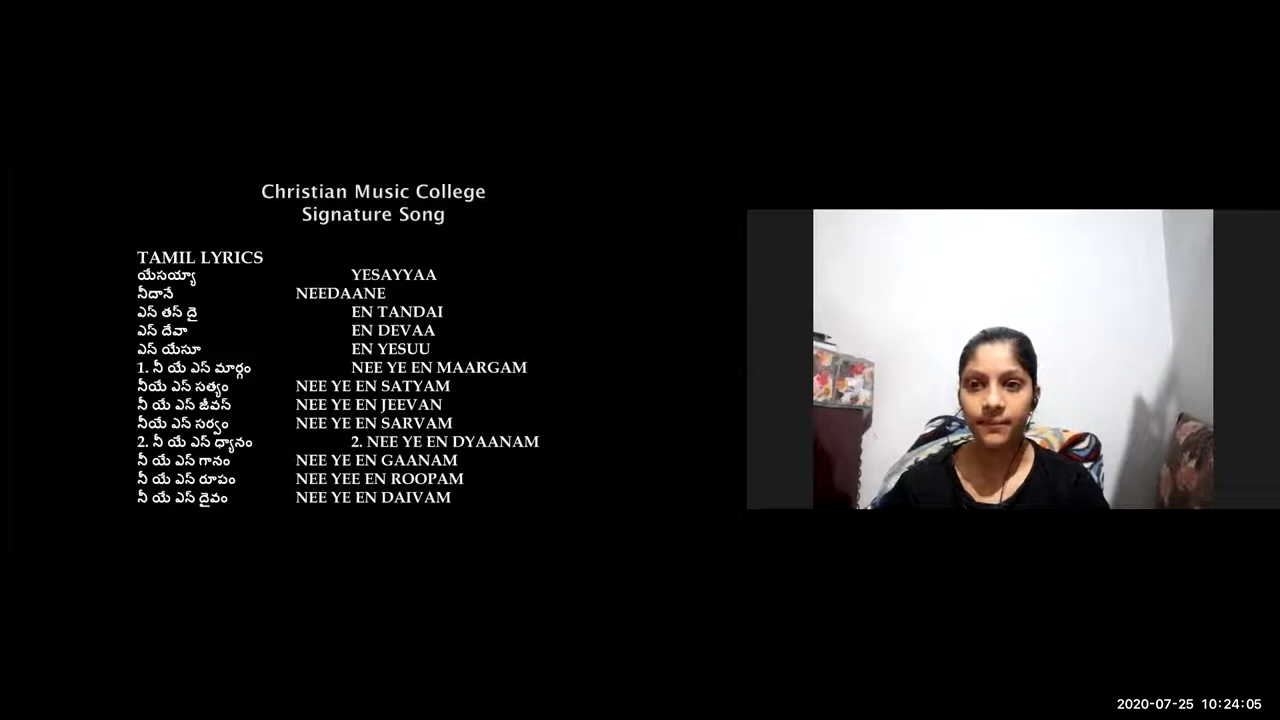 Christian Music College
Signature Song
TAMIL LYRICS
యేసయ్యా YESAYYAA
నీదానే NEEDAANE
ఎన్ తన్ దై EN TANDAI
ఎన్ దేవా EN DEVAA
ఎన్ యేసూ EN YESUU
1. నీ యే ఎన్ మార్గం NEE YE EN MAARGAM
నీయే ఎన్ సత్యం NEE YE EN SATYAM
నీ యే ఎన్ జీవన్ NEE YE EN JEEVAN
నీయే ఎన్ సర్వం NEE YE EN SARVAM
2. నీ యే ఎన్ ధ్యానం 2. NEE YE EN DYAANAM
నీ యే ఎన్ గానం NEE YE EN GAANAM
నీ యే ఎన్ రూపం NEE YEE EN ROOPAM
నీ యే ఎన్ దైవం NEE YE EN DAIVAM
2020-07-25 10:24:05